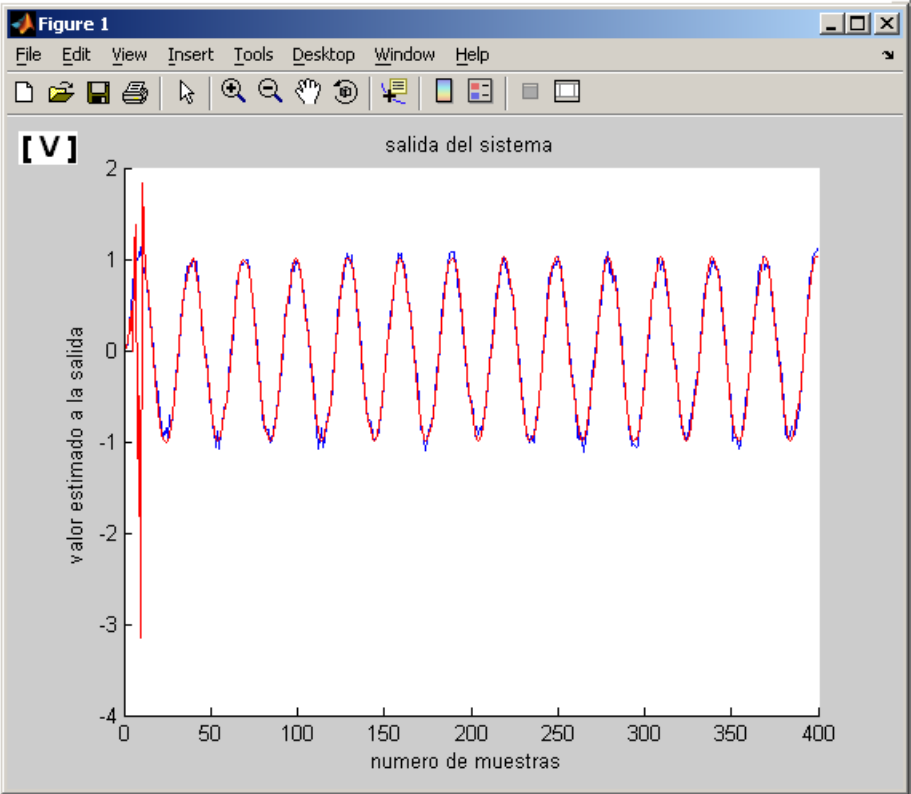 Figure 1
File Edit View Insert Tools Desktop Window Help
[V]
salida del sistema
2
1
0
-1
-2
-3
-4
valor estimado a la salida
0 50 100 150 200 250 300 350 400
numero de muestras